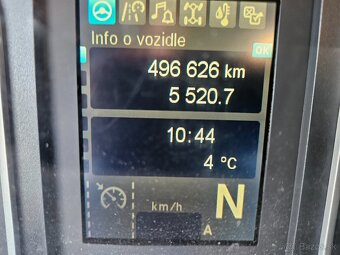 Info o vozidle
OK
496 626 km
5 520.7
10:44
4 °C
km/h
N
A